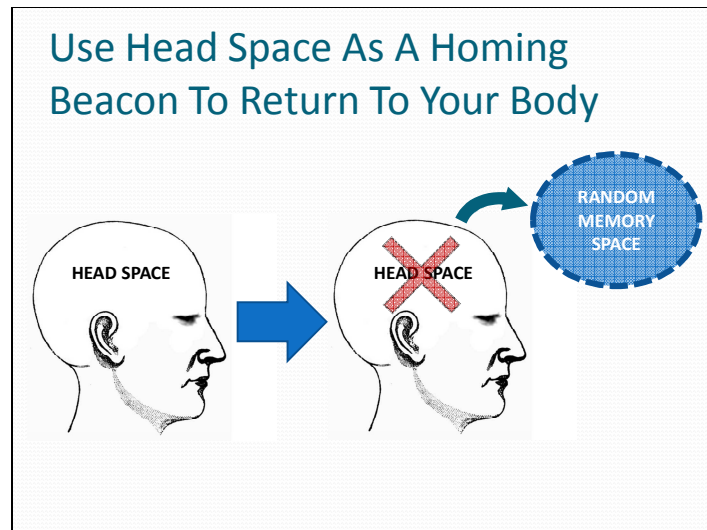 Use Head Space As A Homing
Beacon To Return To Your Body
HEAD SPACE
HEAD SPACE
RANDOM
MEMORY
SPACE